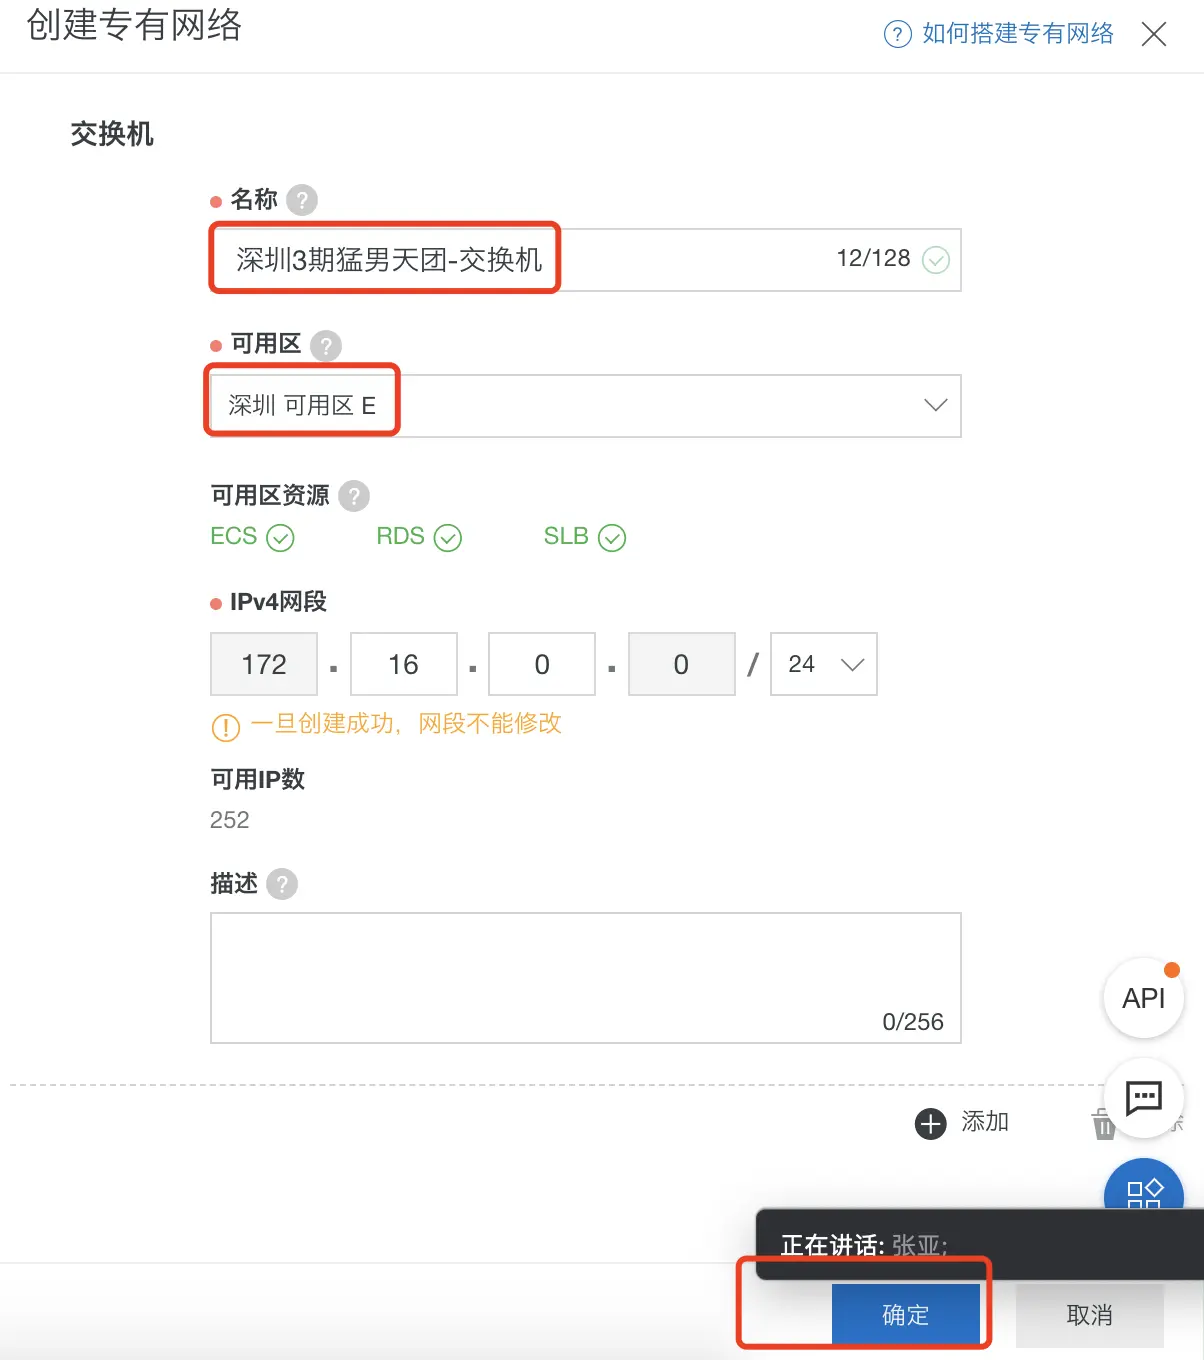 创建专有网络
? 如何搭建专有网络
交换机
名称 ?
深圳3期猛男天团-交换机 12/128
可用区 ?
深圳 可用区 E
可用区资源 ?
ECS RDS SLB
IPv4网段
172 . 16 . 0 . 0 / 24
一旦创建成功，网段不能修改
可用IP数
252
描述 ?
0/256
API
添加
正在讲话: 张亚;
确定 取消